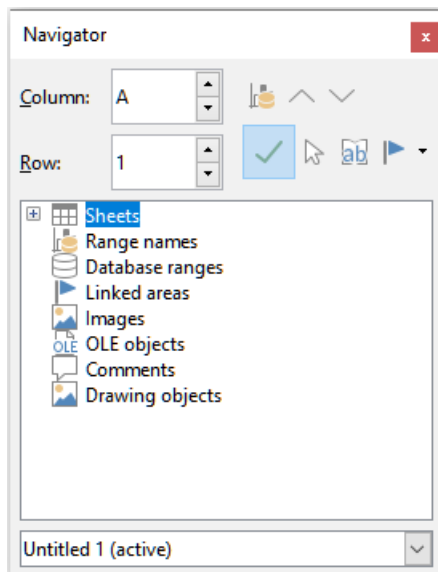 Navigator
x
Column: A
Row: 1
ab
Sheets
Range names
Database ranges
Linked areas
Images
OLE OLE objects
Comments
Drawing objects
Untitled 1 (active)